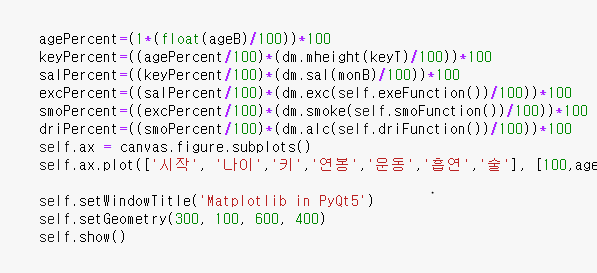 agePercent=(1*(float(ageB)/100))*100
keyPercent=((agePercent/100)*(dm.mheight(keyT)/100))*100
salPercent=((keyPercent/100)*(dm.sal(monB)/100))*100
excPercent=((salPercent/100)*(dm.exc(self.exeFunction())/100))*100
smoPercent=((excPercent/100)*(dm.smoke(self.smoFunction())/100))*100
driPercent=((smoPercent/100)*(dm.alc(self.driFunction())/100))*100
self.ax = canvas.figure.subplots()
self.ax.plot(['시작', '나이','키','연봉','운동','흡연','술'], [100,age
self.setWindowTitle('Matplotlib in PyQt5')
self.setGeometry(300, 100, 600, 400)
self.show()